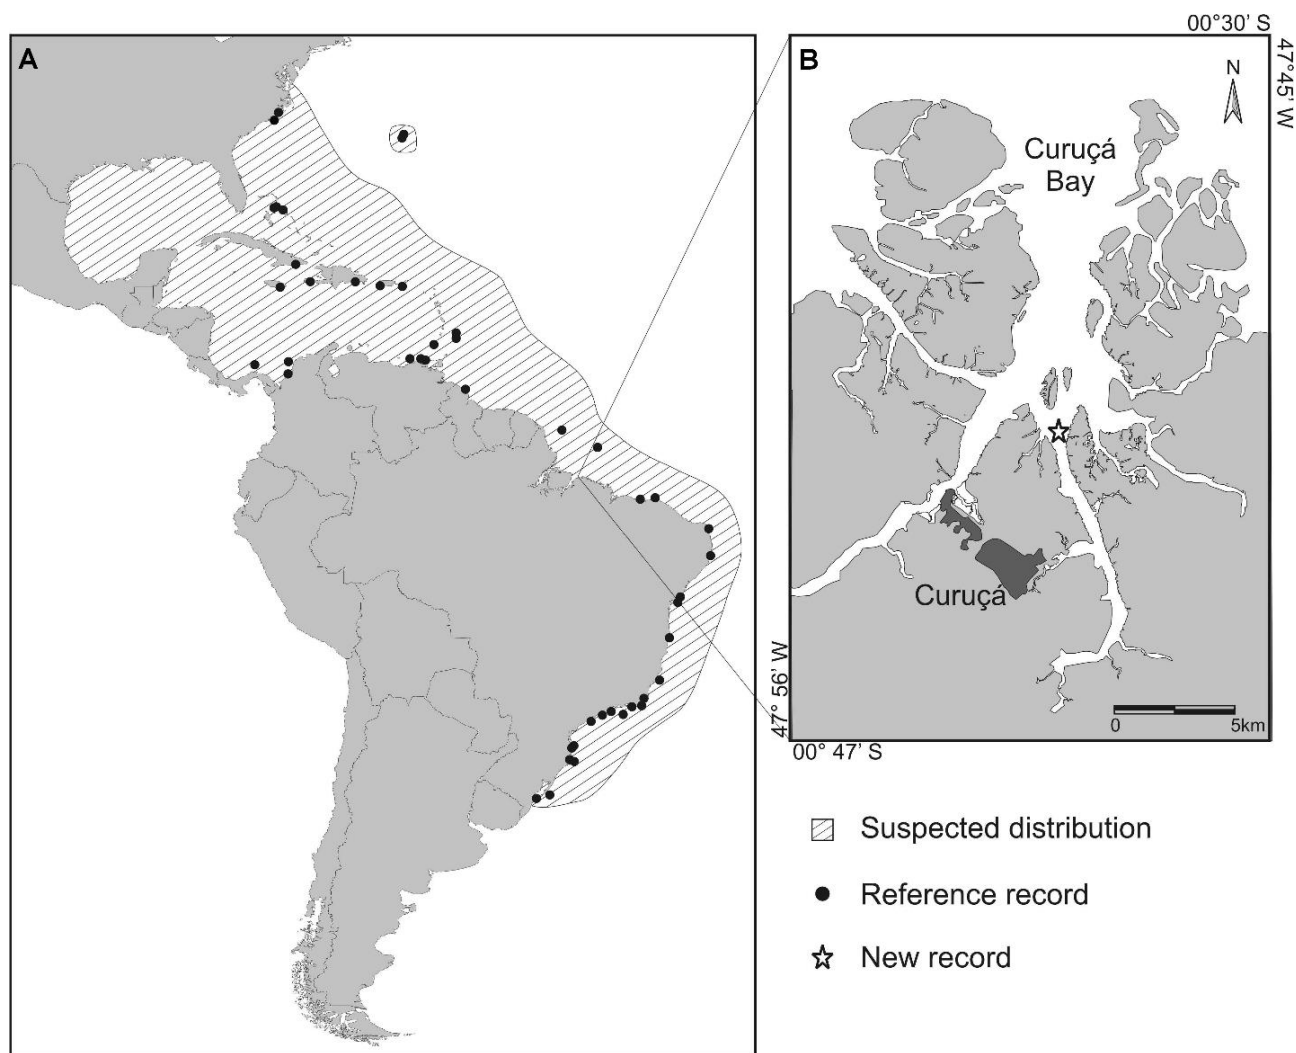 A
B
00°30' S
47°45' W
N
Curuçá
Bay
Curuçá
0 5km
47° 56' W
00° 47' S
Suspected distribution
Reference record
New record